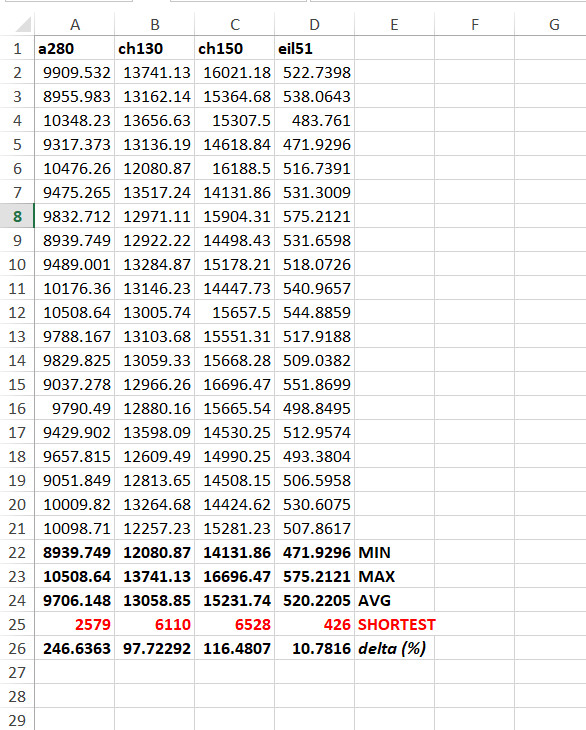 A B C D E F G
1 a280 ch130 ch150 eil51
2 9909.532 13741.13 16021.18 522.7398
3 8955.983 13162.14 15364.68 538.0643
4 10348.23 13656.63 15307.5 483.761
5 9317.373 13136.19 14618.84 471.9296
6 10476.26 12080.87 16188.5 516.7391
7 9475.265 13517.24 14131.86 531.3009
8 9832.712 12971.11 15904.31 575.2121
9 8939.749 12922.22 14498.43 531.6598
10 9489.001 13284.87 15178.21 518.0726
11 10176.36 13146.23 14447.73 540.9657
12 10508.64 13005.74 15657.5 544.8859
13 9788.167 13103.68 15551.31 517.9188
14 9829.825 13059.33 15668.28 509.0382
15 9037.278 12966.26 16696.47 551.8699
16 9790.49 12880.16 15665.54 498.8495
17 9429.902 13598.09 14530.25 512.9574
18 9657.815 12609.49 14990.25 493.3804
19 9051.849 12813.65 14508.15 506.5958
20 10009.82 13264.68 14424.62 530.6075
21 10098.71 12257.23 15281.23 507.8617
22 8939.749 12080.87 14131.86 471.9296 MIN
23 10508.64 13741.13 16696.47 575.2121 MAX
24 9706.148 13058.85 15231.74 520.2205 AVG
25 2579 6110 6528 426 SHORTEST
26 246.6363 97.72292 116.4807 10.7816 delta (%)
27
28
29